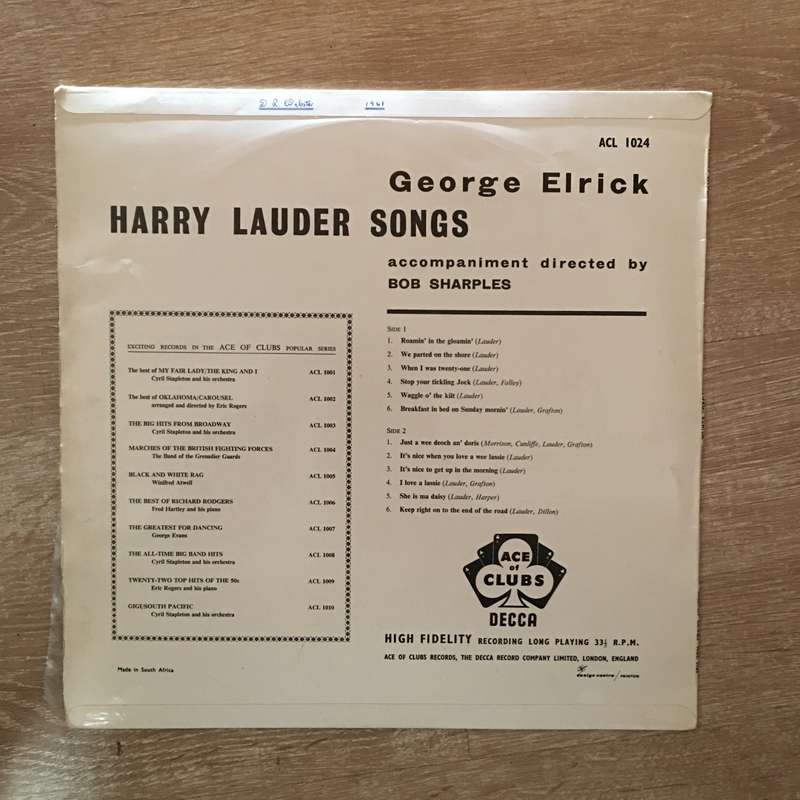 D R Webster 1961
ACL 1024
George Elrick
HARRY LAUDER SONGS
accompaniment directed by
BOB SHARPLES
EXCITING RECORDS IN THE ACE OF CLUBS POPULAR SERIES
The best of MY FAIR LADY/THE KING AND I ACL 1001
Cyril Stapleton and his orchestra
The best of OKLAHOMA/CAROUSEL ACL 1002
arranged and directed by Eric Rogers
THE BIG HITS FROM BROADWAY ACL 1003
Cyril Stapleton and his orchestra
MARCHES OF THE BRITISH FIGHTING FORCES ACL 1004
The Band of the Grenadier Guards
BLACK AND WHITE RAG ACL 1005
Winifred Atwell
THE BEST OF RICHARD RODGERS ACL 1006
Fred Hartley and his piano
THE GREATEST FOR DANCING ACL 1007
George Evans
THE ALL-TIME BIG BAND HITS ACL 1008
Cyril Stapleton and his orchestra
TWENTY-TWO TOP HITS OF THE 50s ACL 1009
Eric Rogers and his piano
GIGI/SOUTH PACIFIC ACL 1010
Cyril Stapleton and his orchestra
Made in South Africa
SIDE 1
1. Roamin' in the gloamin' (Lauder)
2. We parted on the shore (Lauder)
3. When I was twenty-one (Lauder)
4. Stop your tickling Jock (Lauder, Folley)
5. Waggle o' the kilt (Lauder)
6. Breakfast in bed on Sunday mornin' (Lauder, Grafton)
SIDE 2
1. Just a wee deoch an' doris (Morrison, Cunliffe, Lauder, Grafton)
2. It's nice when you love a wee lassie (Lauder)
3. It's nice to get up in the morning (Lauder)
4. I love a lassie (Lauder, Grafton)
5. She is ma daisy (Lauder, Harper)
6. Keep right on to the end of the road (Lauder, Dillon)
ACE
of
CLUBS
DECCA
HIGH FIDELITY RECORDING LONG PLAYING 33⅓ R.P.M.
ACE OF CLUBS RECORDS, THE DECCA RECORD COMPANY LIMITED, LONDON, ENGLAND
design centre/